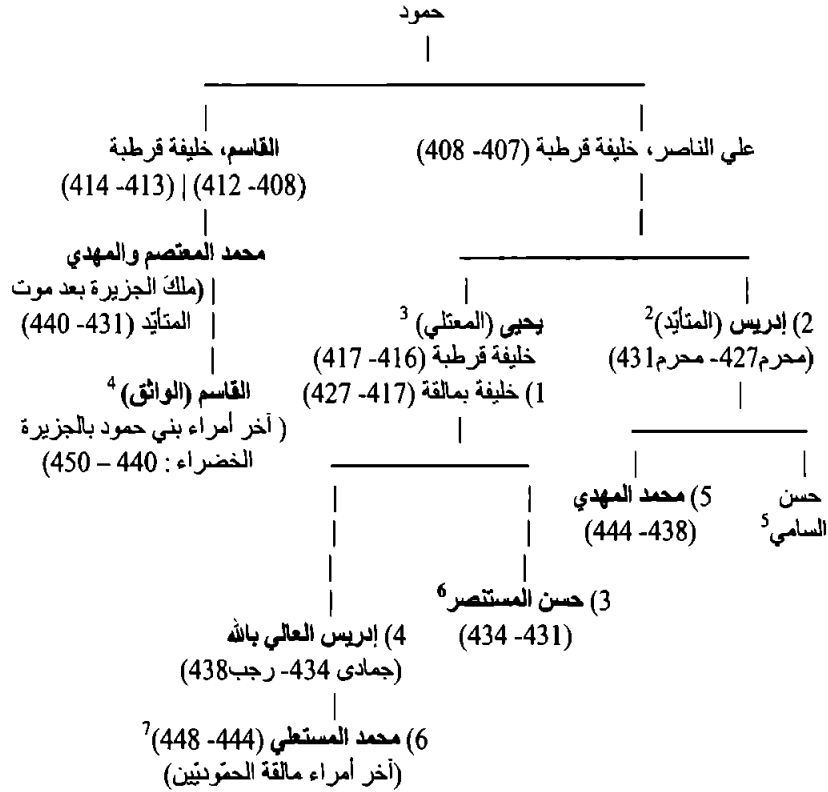 حمود
علي الناصر، خليفة قرطبة (407- 408)
القاسم، خليفة قرطبة
(408- 412) | (413- 414)
محمد المعتصم والمهدي
(ملكَ الجزيرة بعد موت
المتأيّد (431- 440)
القاسم (الواثق) 4
( آخر أمراء بني حمود بالجزيرة
الخضراء : 440 – 450)
2) إدريس (المتأيّد)2
(محرم427- محرم431)
يحيى (المعتلي) 3
خليفة قرطبة (416- 417)
1) خليفة بمالقة (417- 427)
حسن
السامي5
5) محمد المهدي
(438- 444)
3) حسن المستنصر6
(431- 434)
4) إدريس العالي بالله
(جمادى 434- رجب438)
6) محمد المستعلي (444- 448)7
(آخر أمراء مالقة الحمّوديّين)